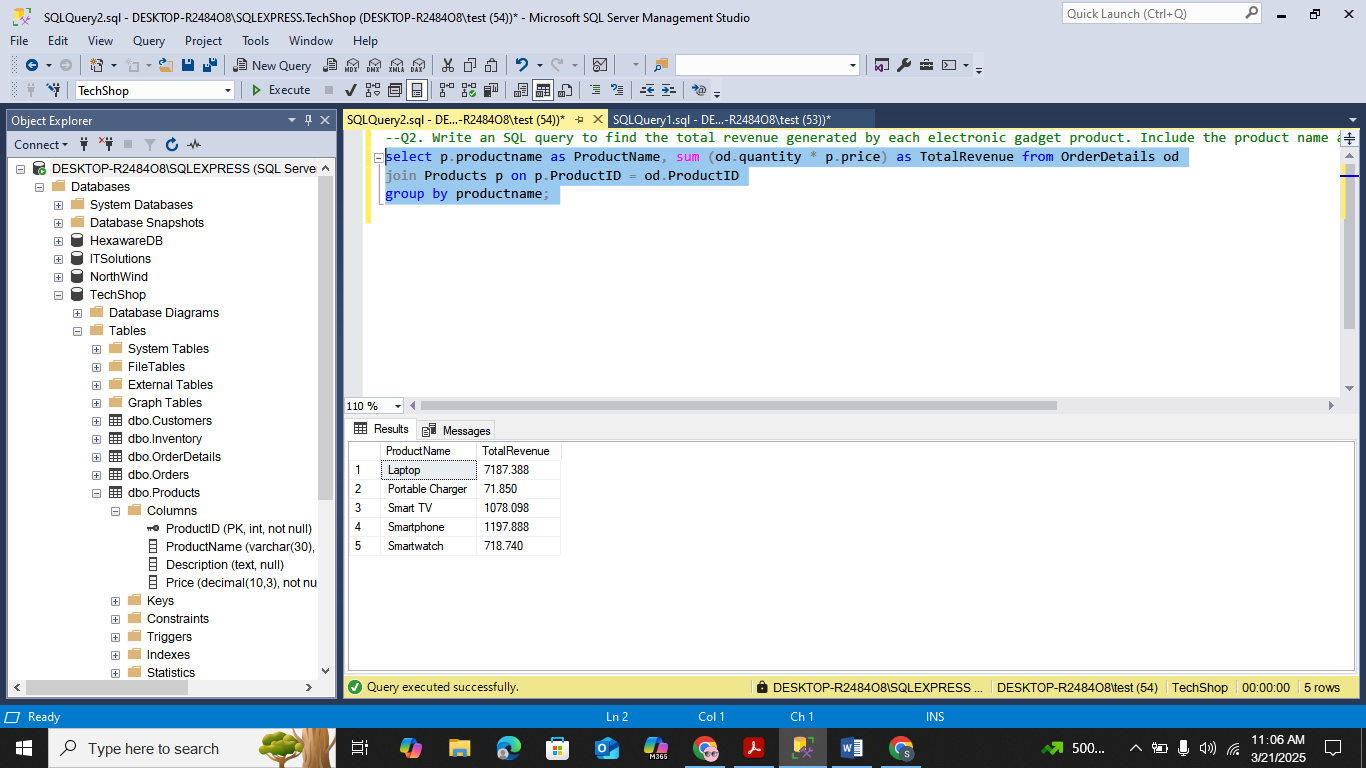 SQLQuery2.sql - DESKTOP-R2484O8\SQLEXPRESS.TechShop (DESKTOP-R2484O8\test (54))* - Microsoft SQL Server Management Studio
Quick Launch (Ctrl+Q)
File Edit View Query Project Tools Window Help
New Query MDX DMX XMLA DAX
TechShop Execute
Object Explorer
SQLQuery2.sql - DE...-R2484O8\test (54))* SQLQuery1.sql - DE...-R2484O8\test (53))*
Connect
DESKTOP-R2484O8\SQLEXPRESS (SQL Serve
Databases
System Databases
Database Snapshots
HexawareDB
ITSolutions
NorthWind
TechShop
Database Diagrams
Tables
System Tables
FileTables
External Tables
Graph Tables
dbo.Customers
dbo.Inventory
dbo.OrderDetails
dbo.Orders
dbo.Products
Columns
ProductID (PK, int, not null)
ProductName (varchar(30),
Description (text, null)
Price (decimal(10,3), not nu
Keys
Constraints
Triggers
Indexes
Statistics
--Q2. Write an SQL query to find the total revenue generated by each electronic gadget product. Include the product name a
select p.productname as ProductName, sum (od.quantity * p.price) as TotalRevenue from OrderDetails od
join Products p on p.ProductID = od.ProductID
group by productname;
110 %
Results Messages
ProductName TotalRevenue
1 Laptop 7187.388
2 Portable Charger 71.850
3 Smart TV 1078.098
4 Smartphone 1197.888
5 Smartwatch 718.740
Query executed successfully. DESKTOP-R2484O8\SQLEXPRESS ... DESKTOP-R2484O8\test (54) TechShop 00:00:00 5 rows
Ready Ln 2 Col 1 Ch 1 INS
Type here to search M365 S 500... 11:06 AM
3/21/2025